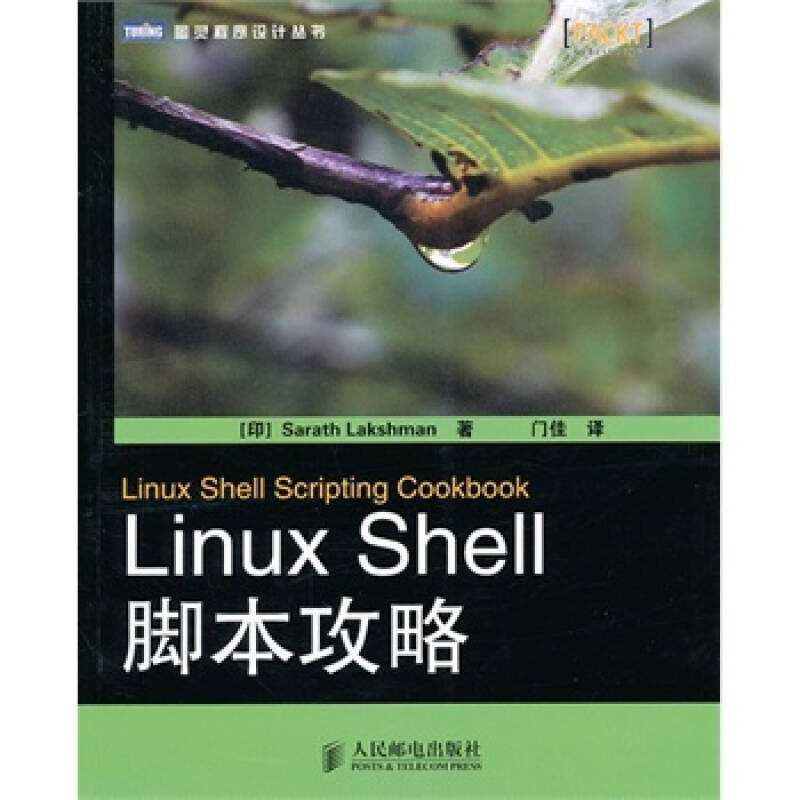 TURING 图灵程序设计丛书
[PACKT]
[印] Sarath Lakshman 著 门佳 译
Linux Shell Scripting Cookbook
Linux Shell
脚本攻略
人民邮电出版社
POSTS & TELECOM PRESS